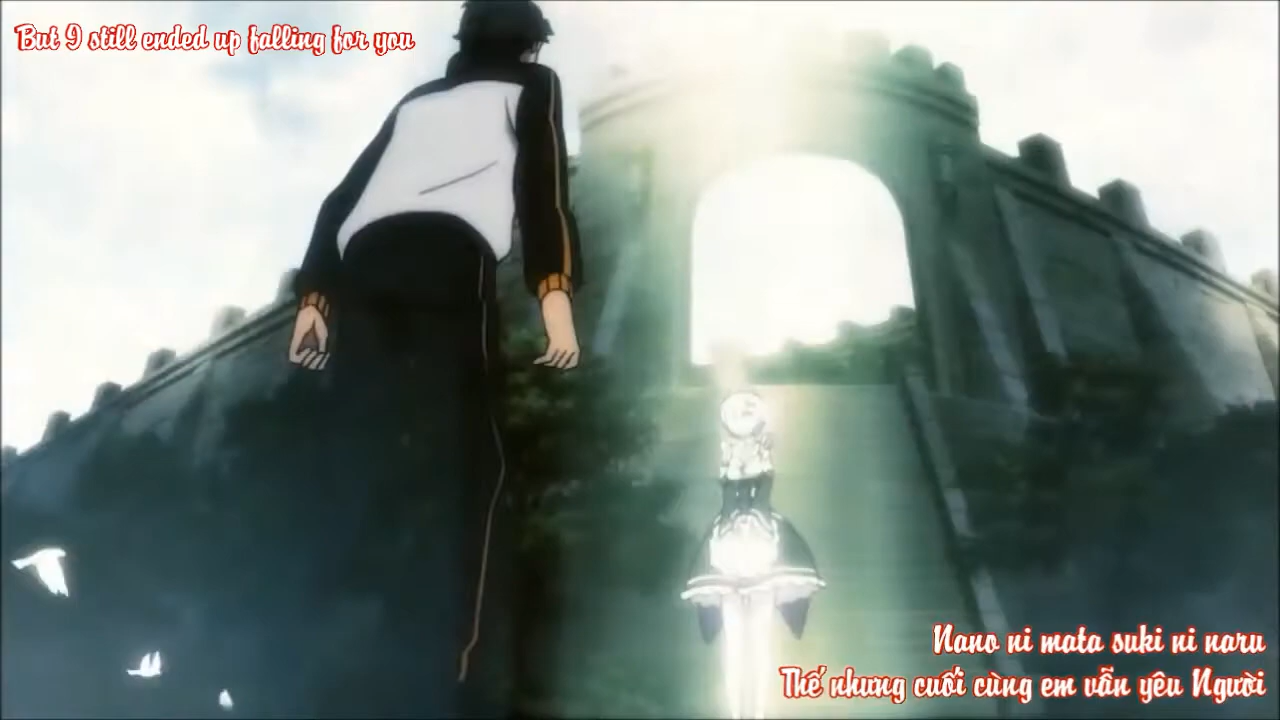 But I still ended up falling for you
Nano ni mata suki ni naru
Thế nhưng cuối cùng em vẫn yêu Người